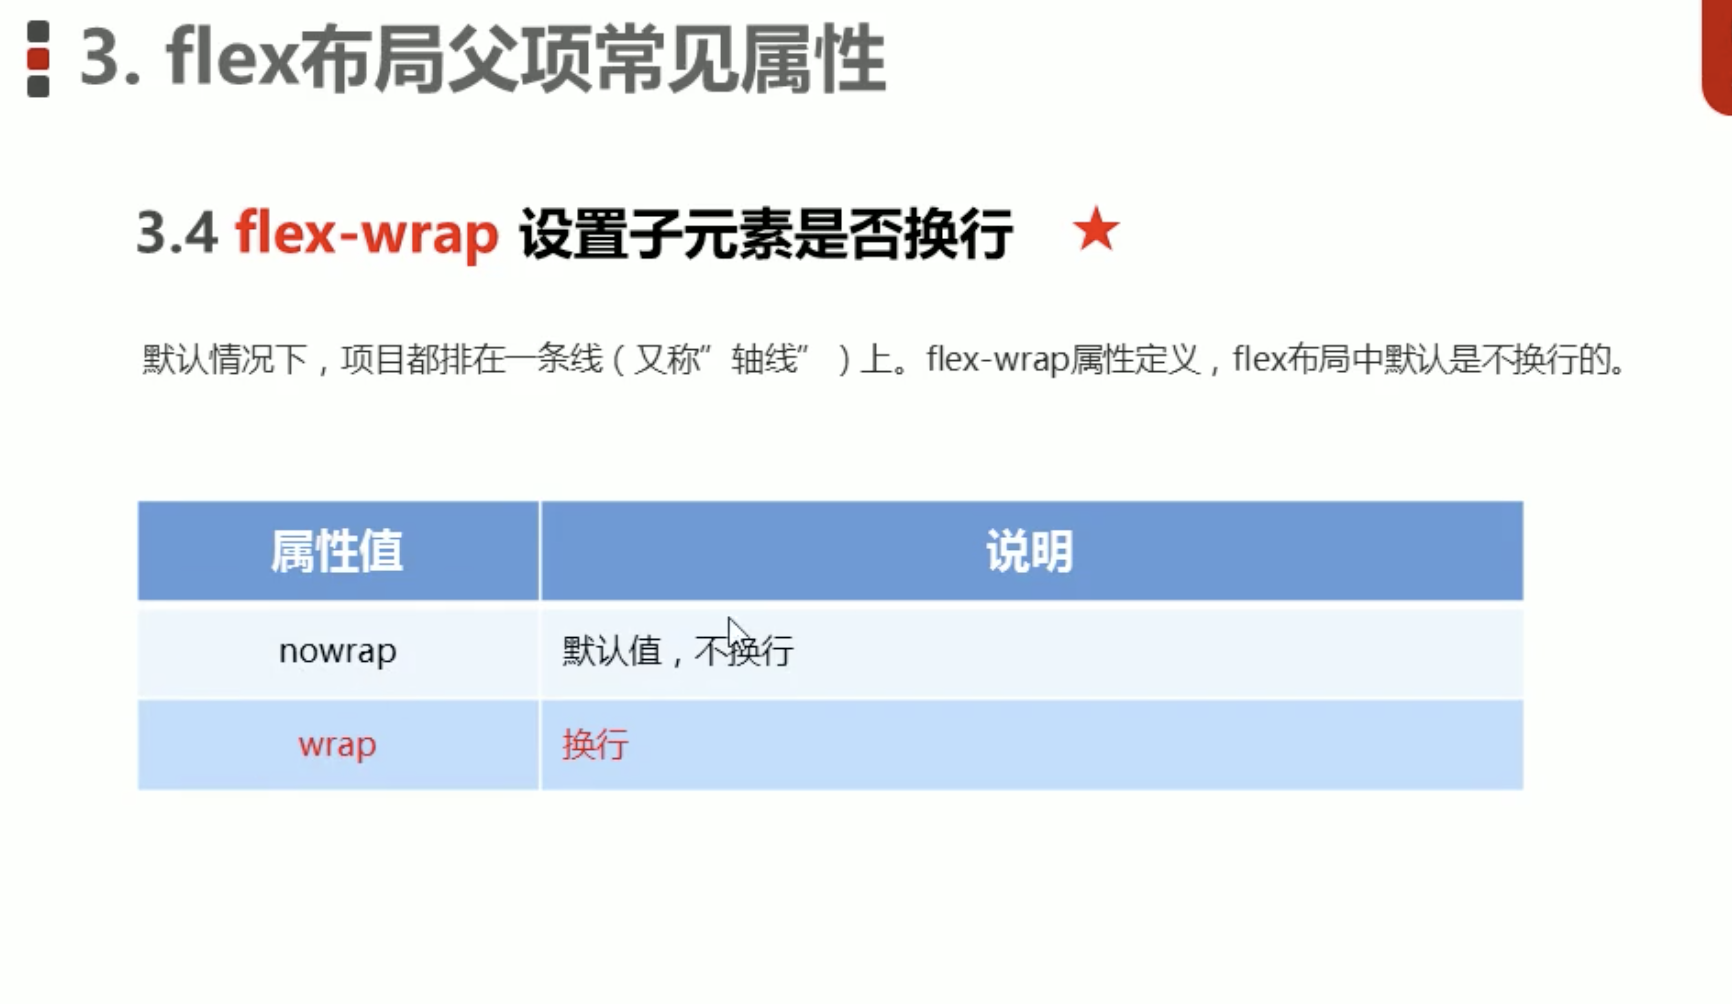 3. flex布局父项常见属性
3.4 flex-wrap 设置子元素是否换行 ★
默认情况下，项目都排在一条线（又称”轴线”）上。flex-wrap属性定义，flex布局中默认是不换行的。
属性值 说明
nowrap 默认值，不换行
wrap 换行